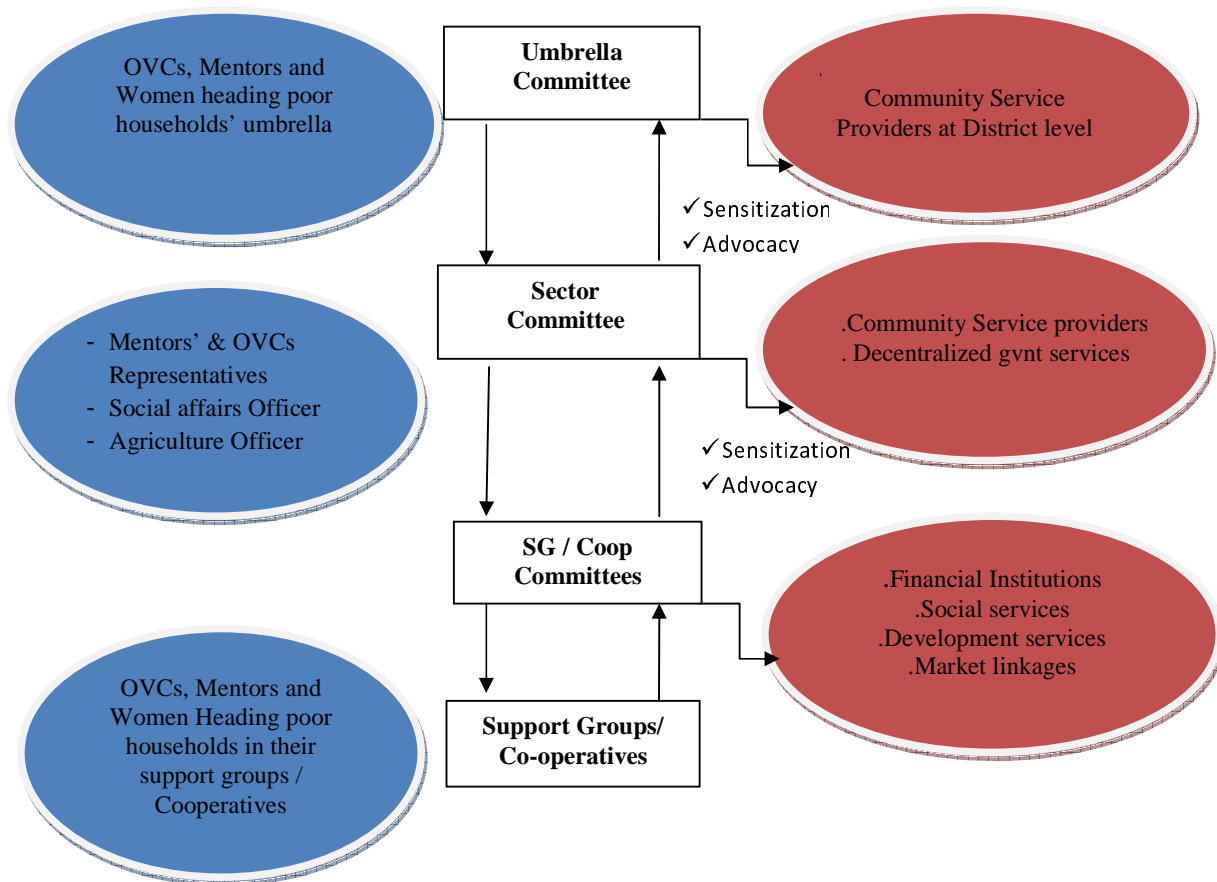 OVCs, Mentors and
Women heading poor
households' umbrella
Umbrella
Committee
Community Service
Providers at District level
✓Sensitization
✓Advocacy
- Mentors' & OVCs
Representatives
- Social affairs Officer
- Agriculture Officer
Sector
Committee
.Community Service providers
. Decentralized gvnt services
✓Sensitization
✓Advocacy
SG / Coop
Committees
.Financial Institutions
.Social services
.Development services
.Market linkages
OVCs, Mentors and
Women Heading poor
households in their
support groups /
Cooperatives
Support Groups/
Co-operatives